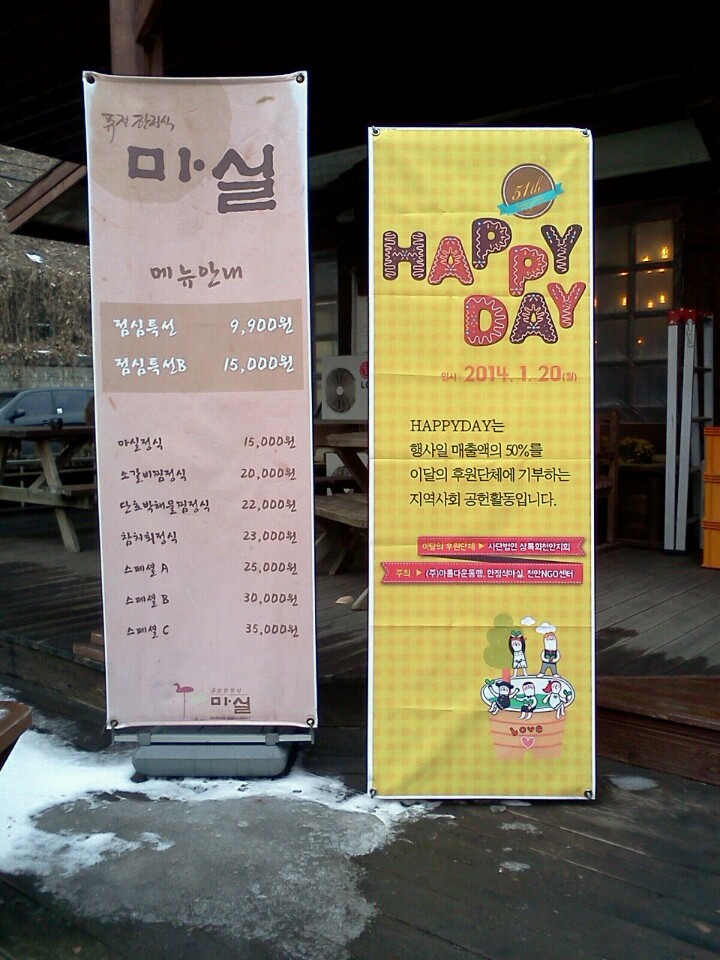 퓨전 한정식
마실
메뉴안내
점심특선 9,900원
점심특선B 15,000원
마실정식 15,000원
소갈비찜정식 20,000원
단호박해물찜정식 22,000원
참치회정식 23,000원
스페셜 A 25,000원
스페셜 B 30,000원
스페셜 C 35,000원
퓨전한정식
마실
51th
HAPPY
DAY
일시 2014. 1. 20(월)
HAPPYDAY는
행사일 매출액의 50%를
이달의 후원단체에 기부하는
지역사회 공헌활동입니다.
이달의 후원단체 ▶ 사단법인 상록회천안지회
주최 ▶ (주)아름다운동행, 한정식마실, 천안NGO센터
Love